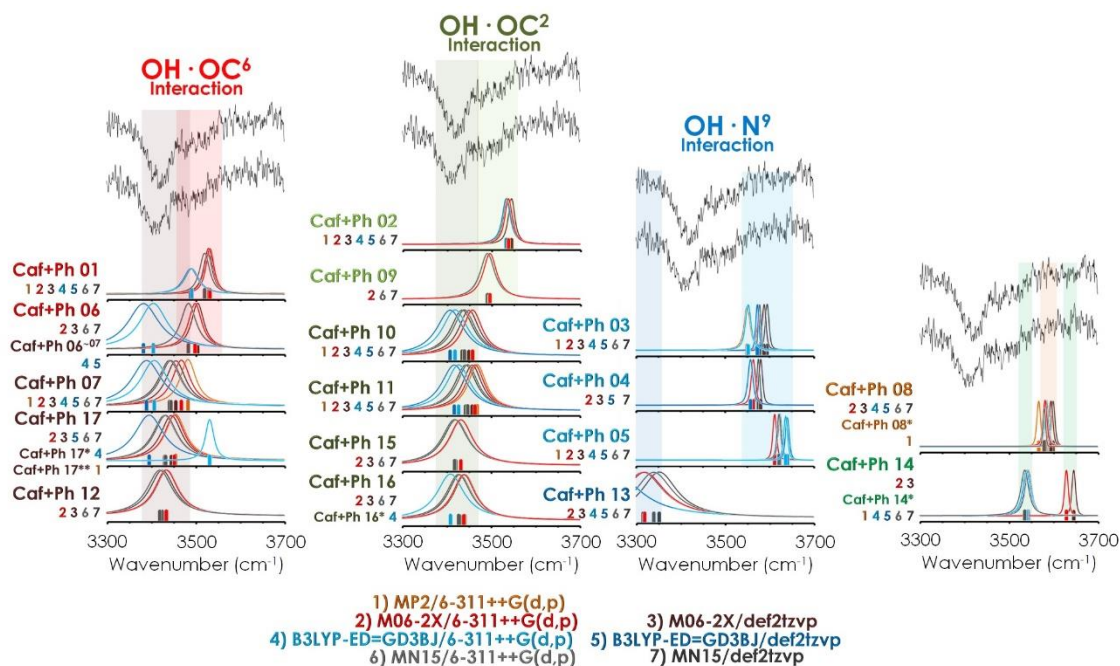 OH · OC⁶
Interaction
3300 3500 3700
Caf+Ph 01
1 2 3 4 5 6 7
Caf+Ph 06
2 3 6 7
Caf+Ph 06⁻⁰⁷
4 5
Caf+Ph 07
1 2 3 4 5 6 7
Caf+Ph 17
2 3 5 6 7
Caf+Ph 17* 4
Caf+Ph 17** 1
Caf+Ph 12
2 3 6 7
3300 3500 3700
Wavenumber (cm⁻¹)
OH · OC²
Interaction
3300 3500 3700
Caf+Ph 02
1 2 3 4 5 6 7
Caf+Ph 09
2 6 7
Caf+Ph 10
1 2 3 4 5 6 7
Caf+Ph 11
1 2 3 4 5 6 7
Caf+Ph 15
2 3 6 7
Caf+Ph 16
2 3 6 7
Caf+Ph 16* 4
3300 3500 3700
Wavenumber (cm⁻¹)
OH · N⁹
Interaction
3300 3500 3700
Caf+Ph 03
1 2 3 4 5 6 7
Caf+Ph 04
2 3 5 7
Caf+Ph 05
1 2 3 4 5 6 7
Caf+Ph 13
2 3 4 5 6 7
3300 3500 3700
Wavenumber (cm⁻¹)
3300 3500 3700
Caf+Ph 08
2 3 4 5 6 7
Caf+Ph 08*
1
Caf+Ph 14
2 3
Caf+Ph 14*
1 4 5 6 7
3300 3500 3700
Wavenumber (cm⁻¹)
1) MP2/6-311++G(d,p)
2) M06-2X/6-311++G(d,p) 3) M06-2X/def2tzvp
4) B3LYP-ED=GD3BJ/6-311++G(d,p) 5) B3LYP-ED=GD3BJ/def2tzvp
6) MN15/6-311++G(d,p) 7) MN15/def2tzvp